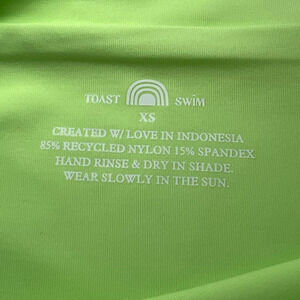 TOAST SWIM
XS
CREATED W/ LOVE IN INDONESIA
85% RECYCLED NYLON 15% SPANDEX
HAND RINSE & DRY IN SHADE.
WEAR SLOWLY IN THE SUN.